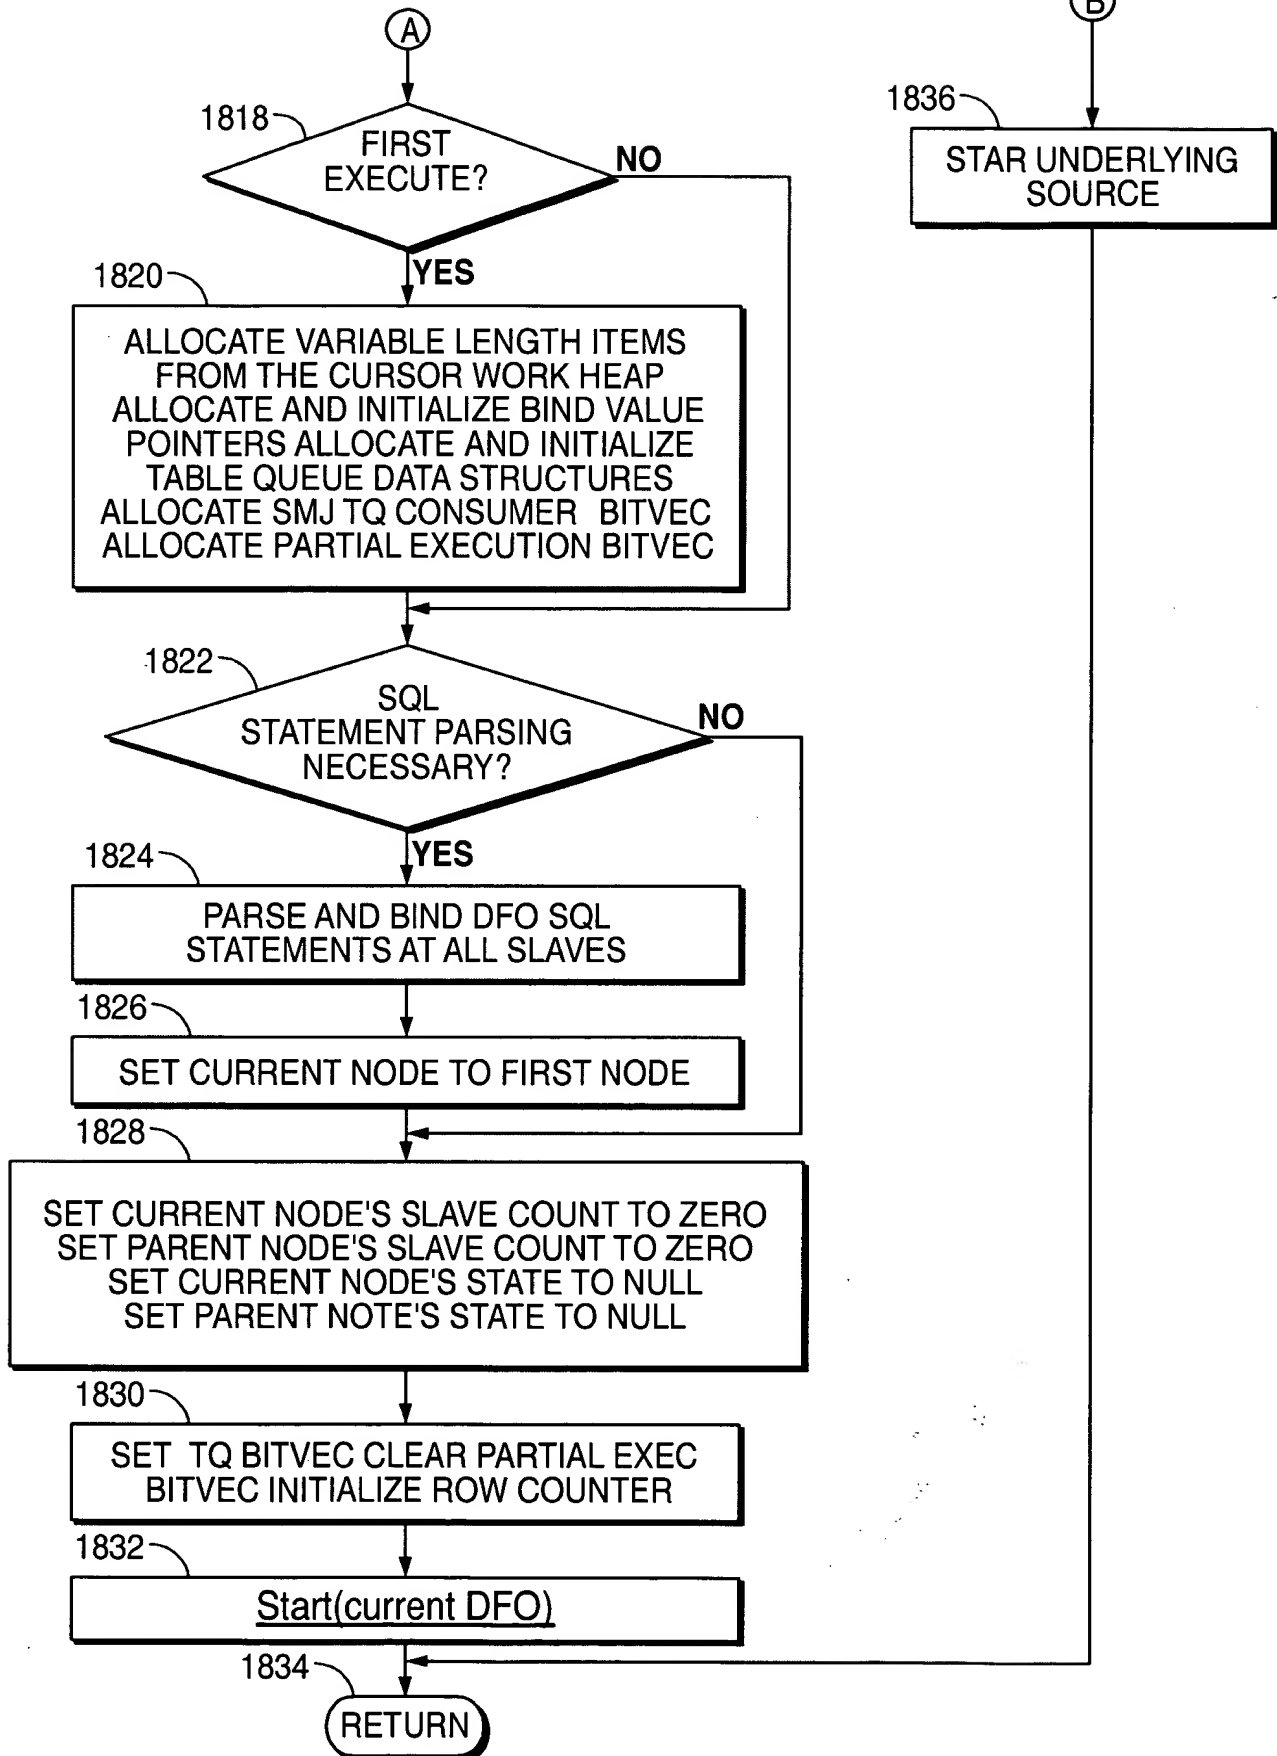 A
B
1818
FIRST
EXECUTE?
NO
YES
1836
STAR UNDERLYING
SOURCE
1820
ALLOCATE VARIABLE LENGTH ITEMS
FROM THE CURSOR WORK HEAP
ALLOCATE AND INITIALIZE BIND VALUE
POINTERS ALLOCATE AND INITIALIZE
TABLE QUEUE DATA STRUCTURES
ALLOCATE SMJ TQ CONSUMER BITVEC
ALLOCATE PARTIAL EXECUTION BITVEC
1822
SQL
STATEMENT PARSING
NECESSARY?
NO
YES
1824
PARSE AND BIND DFO SQL
STATEMENTS AT ALL SLAVES
1826
SET CURRENT NODE TO FIRST NODE
1828
SET CURRENT NODE'S SLAVE COUNT TO ZERO
SET PARENT NODE'S SLAVE COUNT TO ZERO
SET CURRENT NODE'S STATE TO NULL
SET PARENT NOTE'S STATE TO NULL
1830
SET TQ BITVEC CLEAR PARTIAL EXEC
BITVEC INITIALIZE ROW COUNTER
1832
Start(current DFO)
1834
RETURN